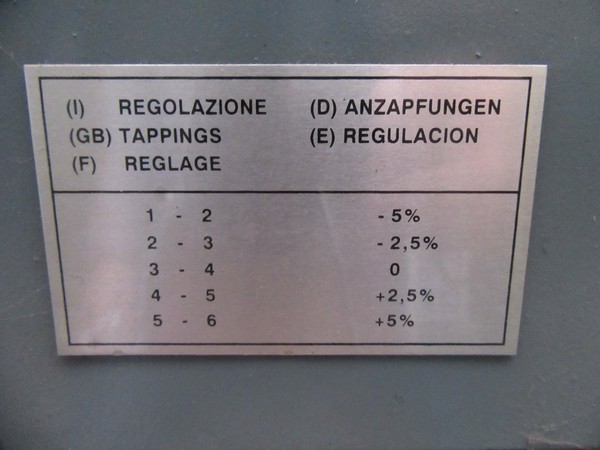 (I) REGOLAZIONE (D) ANZAPFUNGEN
(GB) TAPPINGS (E) REGULACION
(F) REGLAGE
1 - 2 - 5%
2 - 3 - 2,5%
3 - 4 0
4 - 5 +2,5%
5 - 6 +5%